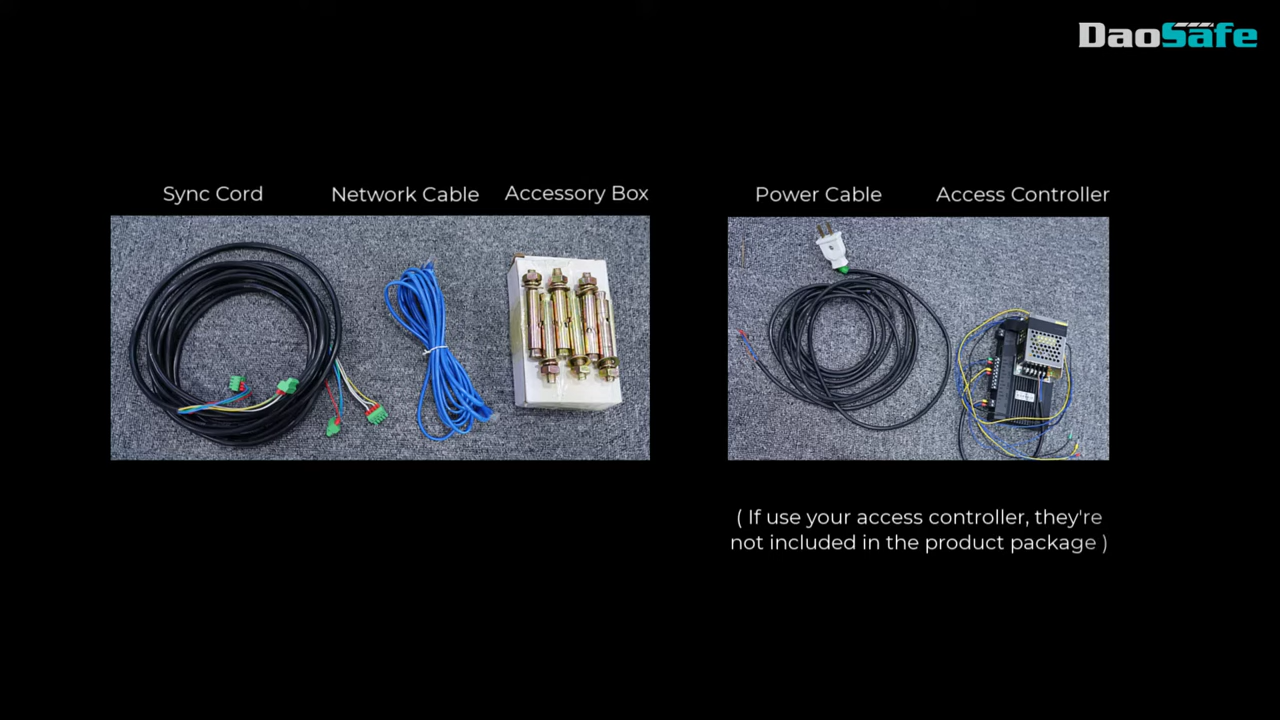 DaoSafe
Sync Cord
Network Cable
Accessory Box
Power Cable
Access Controller
( If use your access controller, they're
not included in the product package )